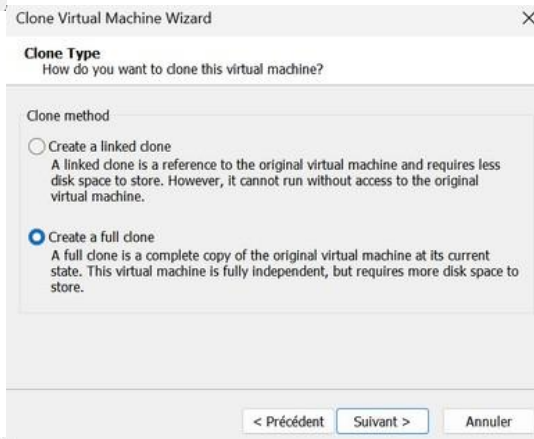 Clone Virtual Machine Wizard
Clone Type
How do you want to clone this virtual machine?
Clone method
Create a linked clone
A linked clone is a reference to the original virtual machine and requires less
disk space to store. However, it cannot run without access to the original
virtual machine.
Create a full clone
A full clone is a complete copy of the original virtual machine at its current
state. This virtual machine is fully independent, but requires more disk space to
store.
< Précédent
Suivant >
Annuler